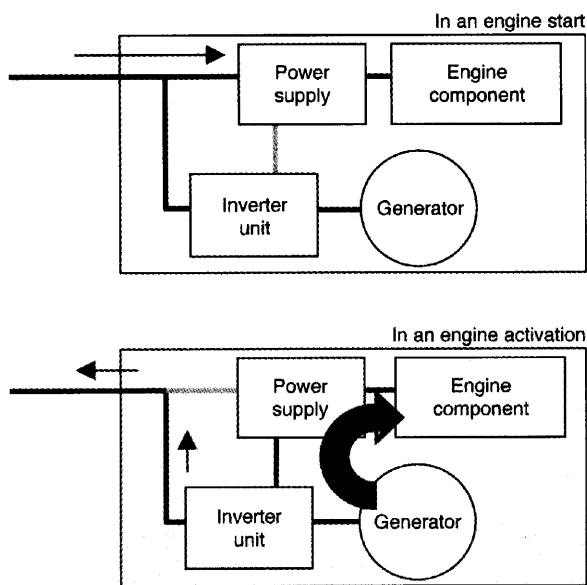 In an engine start
Power
supply
Engine
component
Inverter
unit
Generator
In an engine activation
Power
supply
Engine
component
Inverter
unit
Generator